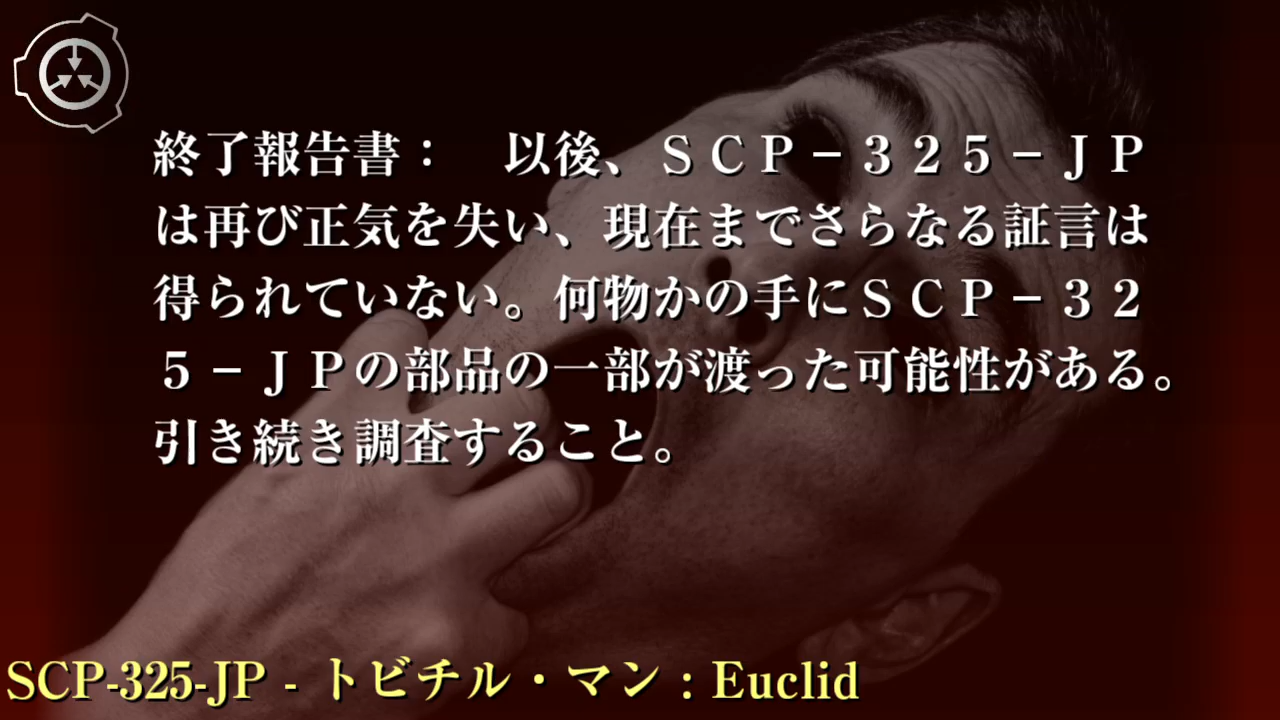 終了報告書：　以後、ＳＣＰ－３２５－ＪＰ
は再び正気を失い、現在までさらなる証言は
得られていない。何物かの手にＳＣＰ－３２
５－ＪＰの部品の一部が渡った可能性がある。
引き続き調査すること。
SCP-325-JP - トビチル・マン : Euclid